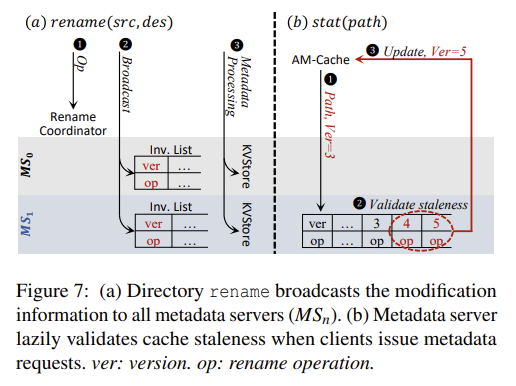 (a) rename(src,des)
(b) stat(path)
❶ Op
❷ Broadcast
❸ Metadata
Processing
Rename
Coordinator
MS0
Inv. List
ver …
op …
KVStore
MS1
Inv. List
ver …
op …
KVStore
AM-Cache
❸ Update, Ver=5
❶ Path, Ver=3
❷ Validate staleness
ver … 3 4 5
op … op op op
Figure 7: (a) Directory rename broadcasts the modification
information to all metadata servers (MSn). (b) Metadata server
lazily validates cache staleness when clients issue metadata
requests. ver: version. op: rename operation.